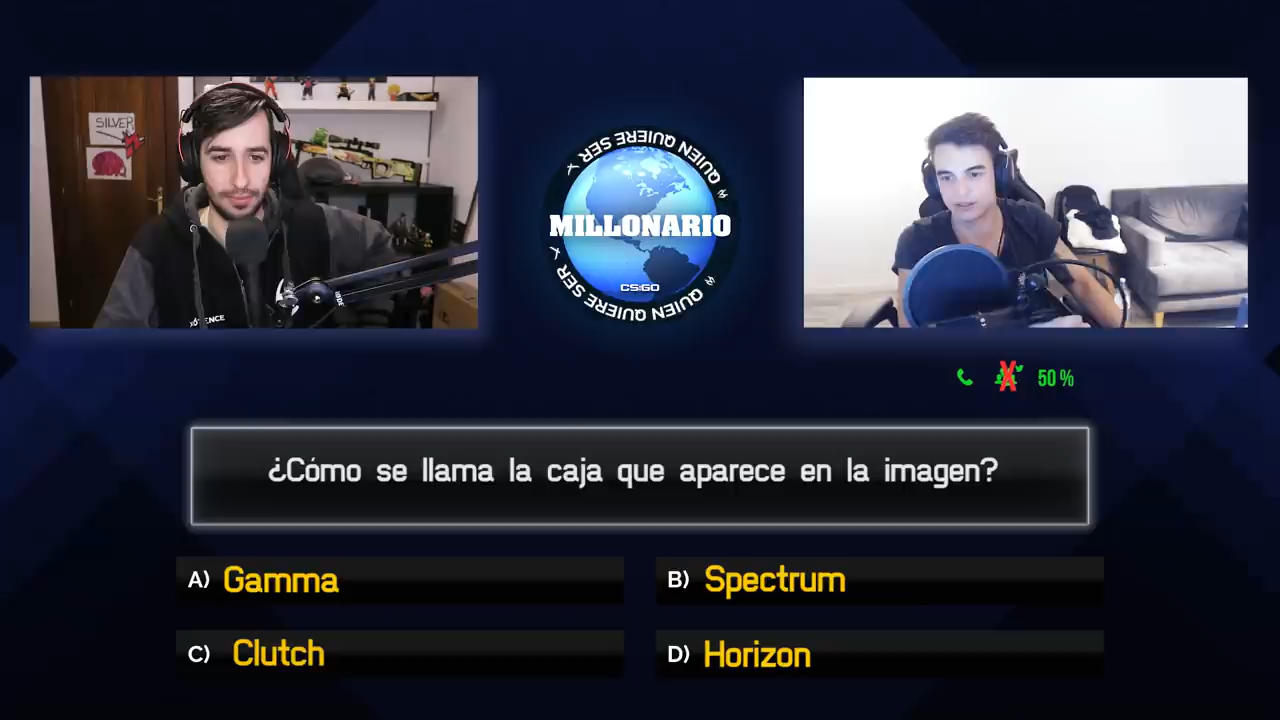 SILVER
QUIEN QUIERE SER
MILLONARIO
CS:GO
QUIEN QUIERE SER
50%
¿Cómo se llama la caja que aparece en la imagen?
A) Gamma
B) Spectrum
C) Clutch
D) Horizon